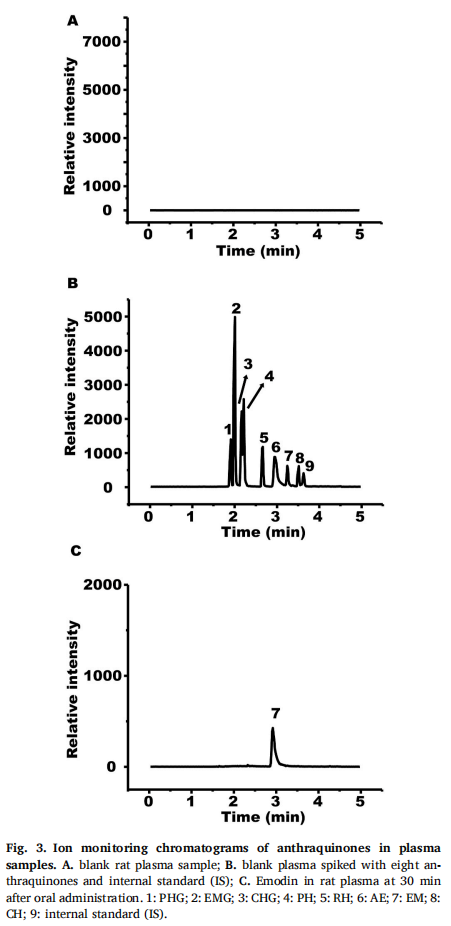 A
7000
5000
3000
1000
0
Relative intensity
0 1 2 3 4 5
Time (min)
B
5000
4000
3000
2000
1000
0
Relative intensity
1
2
3
4
5
6
7
8
9
0 1 2 3 4 5
Time (min)
C
2000
1000
0
Relative intensity
7
0 1 2 3 4 5
Time (min)
Fig. 3. Ion monitoring chromatograms of anthraquinones in plasma
samples. A. blank rat plasma sample; B. blank plasma spiked with eight an-
thraquinones and internal standard (IS); C. Emodin in rat plasma at 30 min
after oral administration. 1: PHG; 2: EMG; 3: CHG; 4: PH; 5: RH; 6: AE; 7: EM; 8:
CH; 9: internal standard (IS).